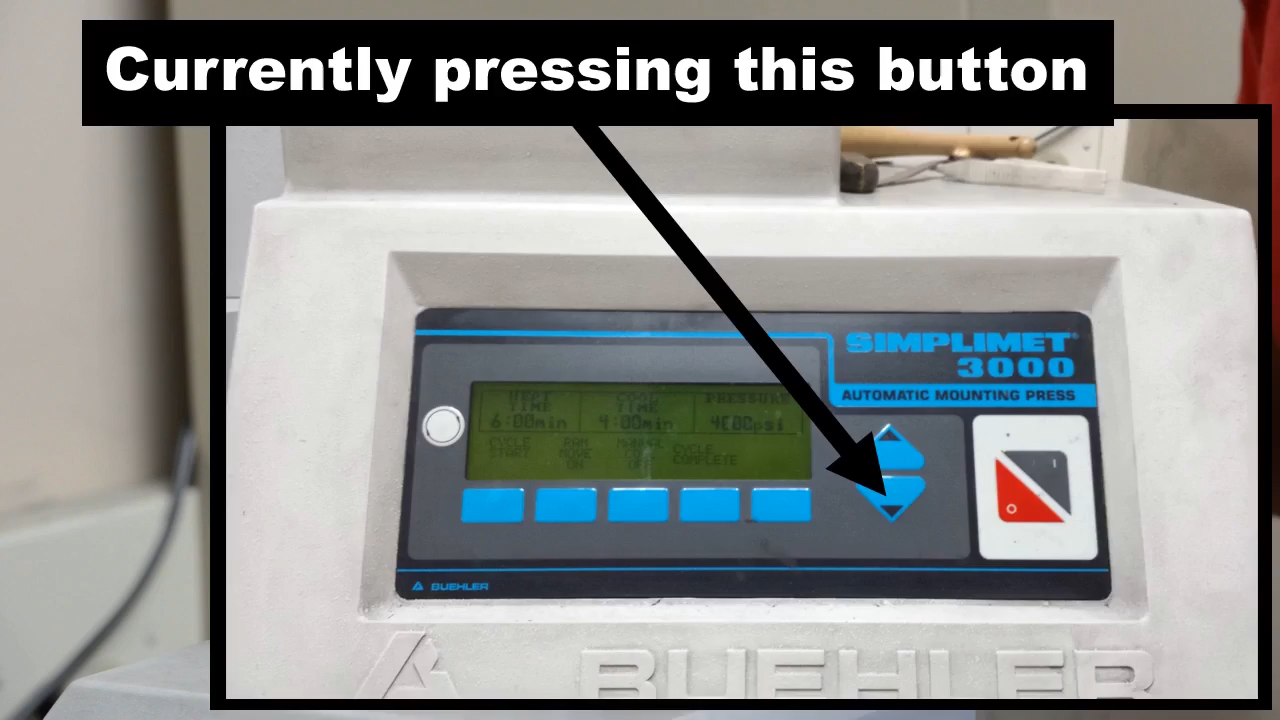 Currently pressing this button
SIMPLIMET®
3000
AUTOMATIC MOUNTING PRESS
HEAT TIME
COOL TIME
PRESSURE
6:00min
4:00min
psi
CYCLE START
RAM MOVE ON
CYCLE COMPLETE
I
O
BUEHLER
BUEHLER